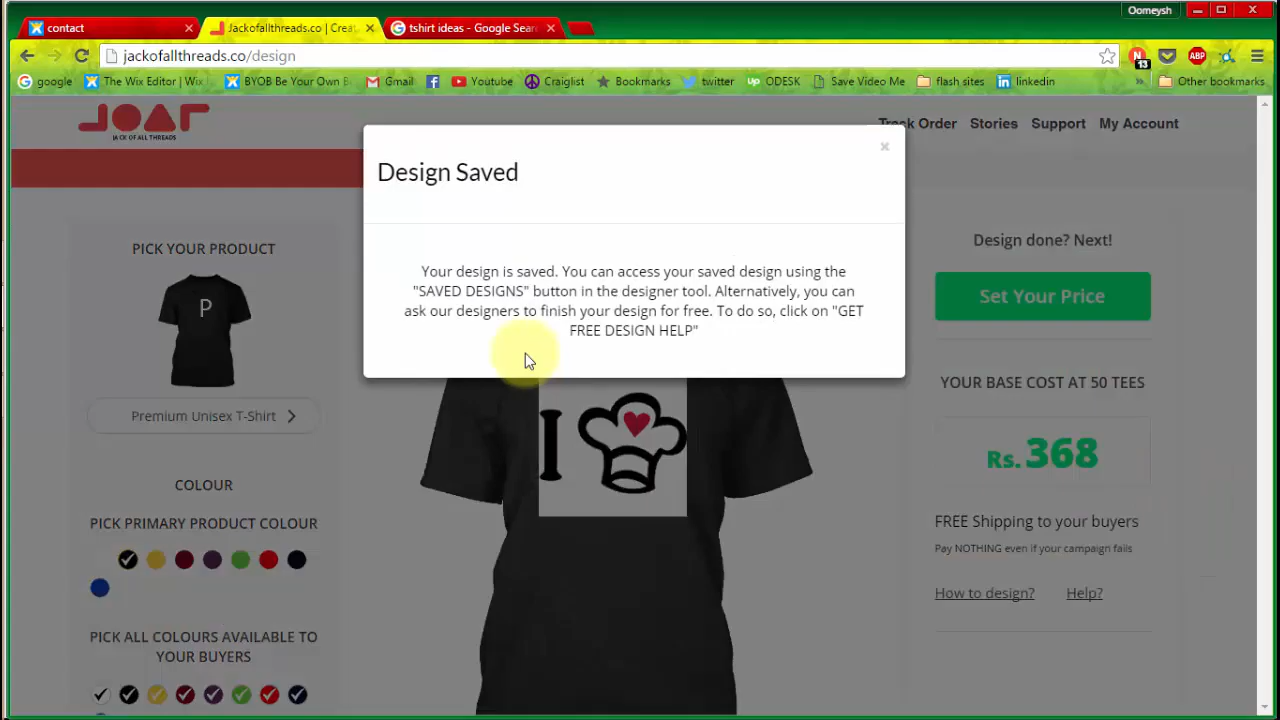 Oomeysh
contact
Jackofallthreads.co | Crea
tshirt ideas - Google Sear
jackofallthreads.co/design
13
ABP
google
The Wix Editor | Wix
BYOB Be Your Own B
Gmail
Youtube
Craiglist
Bookmarks
twitter
up ODESK
Save Video Me
flash sites
in linkedin
»
Other bookmarks
JOAT
JACK OF ALL THREADS
Track Order
Stories
Support
My Account
Design Saved
×
Your design is saved. You can access your saved design using the
"SAVED DESIGNS" button in the designer tool. Alternatively, you can
ask our designers to finish your design for free. To do so, click on "GET
FREE DESIGN HELP"
PICK YOUR PRODUCT
P
Premium Unisex T-Shirt
COLOUR
PICK PRIMARY PRODUCT COLOUR
PICK ALL COLOURS AVAILABLE TO
YOUR BUYERS
I
Design done? Next!
Set Your Price
YOUR BASE COST AT 50 TEES
Rs. 368
FREE Shipping to your buyers
Pay NOTHING even if your campaign fails
How to design?
Help?